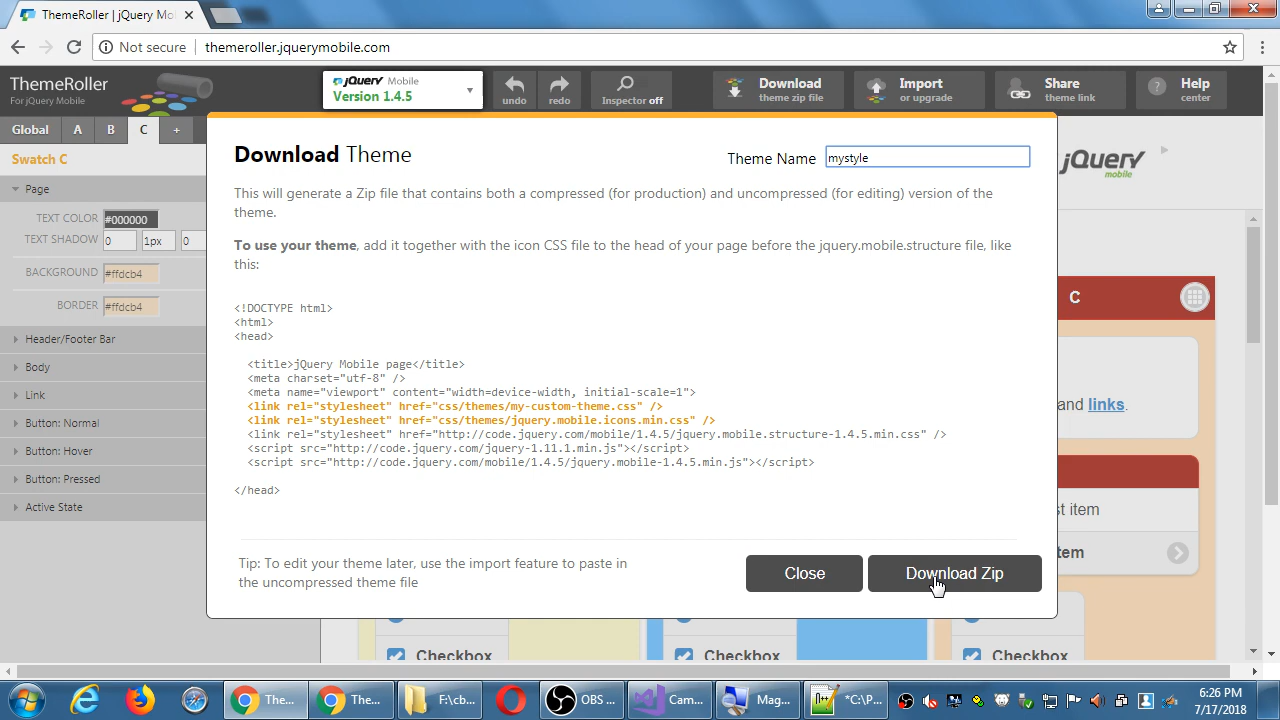 ThemeRoller | jQuery Mo
Not secure
themeroller.jquerymobile.com
ThemeRoller
For jQuery Mobile
jQuery Mobile
Version 1.4.5
undo
redo
Inspector off
Download
theme zip file
Import
or upgrade
Share
theme link
Help
center
Global
A
B
C
+
Swatch C
Page
TEXT COLOR
#000000
TEXT SHADOW
0
1px
0
BACKGROUND
#ffdcb4
BORDER
#ffdcb4
Header/Footer Bar
Body
Link
Button: Normal
Button: Hover
Button: Pressed
Active State
Download Theme
Theme Name
mystyle
This will generate a Zip file that contains both a compressed (for production) and uncompressed (for editing) version of the
theme.
To use your theme, add it together with the icon CSS file to the head of your page before the jquery.mobile.structure file, like
this:
<!DOCTYPE html>
<html>
<head>
<title>jQuery Mobile page</title>
<meta charset="utf-8" />
<meta name="viewport" content="width=device-width, initial-scale=1">
<link rel="stylesheet" href="css/themes/my-custom-theme.css" />
<link rel="stylesheet" href="css/themes/jquery.mobile.icons.min.css" />
<link rel="stylesheet" href="http://code.jquery.com/mobile/1.4.5/jquery.mobile.structure-1.4.5.min.css" />
<script src="http://code.jquery.com/jquery-1.11.1.min.js"></script>
<script src="http://code.jquery.com/mobile/1.4.5/jquery.mobile-1.4.5.min.js"></script>
</head>
Tip: To edit your theme later, use the import feature to paste in
the uncompressed theme file
Close
Download Zip
jQuery
mobile
C
and links.
st item
tem
Checkbox
Checkbox
Checkbox
The...
The...
F:\cb...
OBS ...
Cam...
Mag...
*C:\P...
6:26 PM
7/17/2018